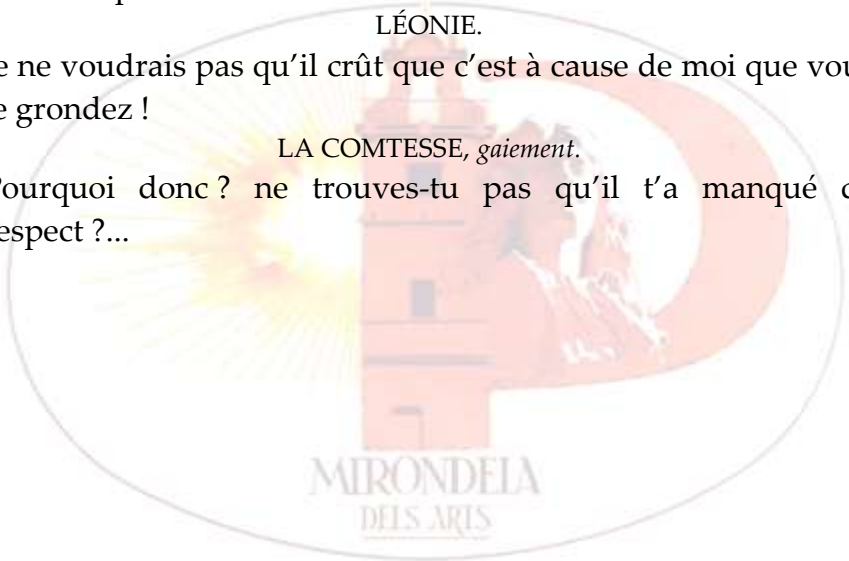 LÉONIE.
e ne voudrais pas qu’il crût que c’est à cause de moi que vou
e grondez !
LA COMTESSE, gaiement.
Pourquoi donc ? ne trouves-tu pas qu’il t’a manqué d
espect ?...
MIRONDELA
DELS ARTS